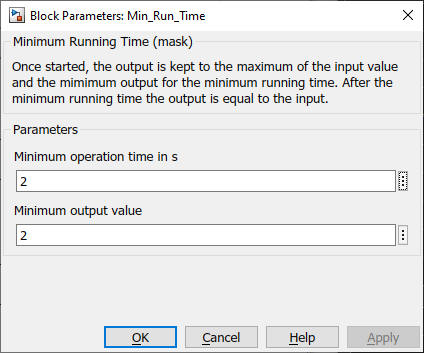 Block Parameters: Min_Run_Time
Minimum Running Time (mask)
Once started, the output is kept to the maximum of the input value
and the mimimum output for the minimum running time. After the
minimum running time the output is equal to the input.
Parameters
Minimum operation time in s
2
Minimum output value
2
OK Cancel Help Apply